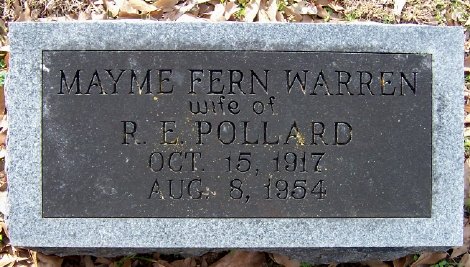 MAYME FERN WARREN
wife of
R. E. POLLARD
OCT. 15, 1917
AUG. 8, 1954